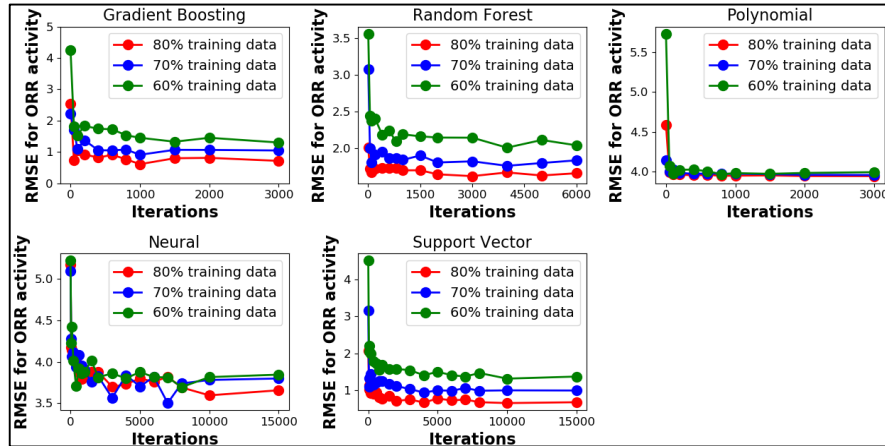 Gradient Boosting
5
4
3
2
1
0
RMSE for ORR activity
80% training data
70% training data
60% training data
0 1000 2000 3000
Iterations
Random Forest
3.5
3.0
2.5
2.0
RMSE for ORR activity
80% training data
70% training data
60% training data
0 1500 3000 4500 6000
Iterations
Polynomial
5.5
5.0
4.5
4.0
RMSE for ORR activity
80% training data
70% training data
60% training data
0 1000 2000 3000
Iterations
Neural
5.0
4.5
4.0
3.5
RMSE for ORR activity
80% training data
70% training data
60% training data
0 5000 10000 15000
Iterations
Support Vector
4
3
2
1
RMSE for ORR activity
80% training data
70% training data
60% training data
0 5000 10000 15000
Iterations